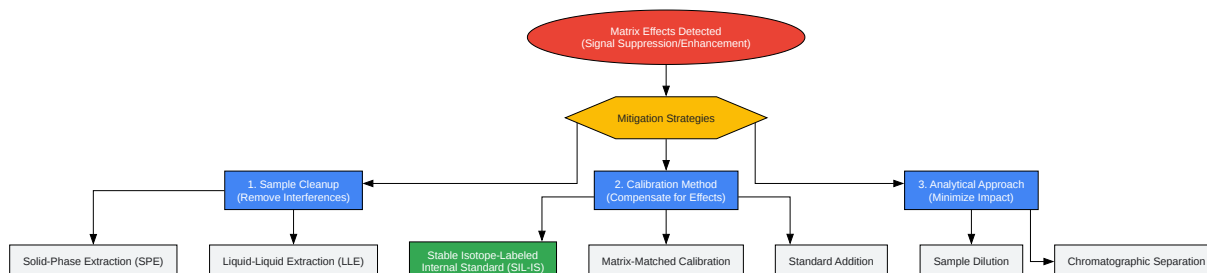 Matrix Effects Detected
(Signal Suppression/Enhancement)
Mitigation Strategies
1. Sample Cleanup
(Remove Interferences)
2. Calibration Method
(Compensate for Effects)
3. Analytical Approach
(Minimize Impact)
Solid-Phase Extraction (SPE)
Liquid-Liquid Extraction (LLE)
Stable Isotope-Labeled
Internal Standard (SIL-IS)
Matrix-Matched Calibration
Standard Addition
Sample Dilution
Chromatographic Separation